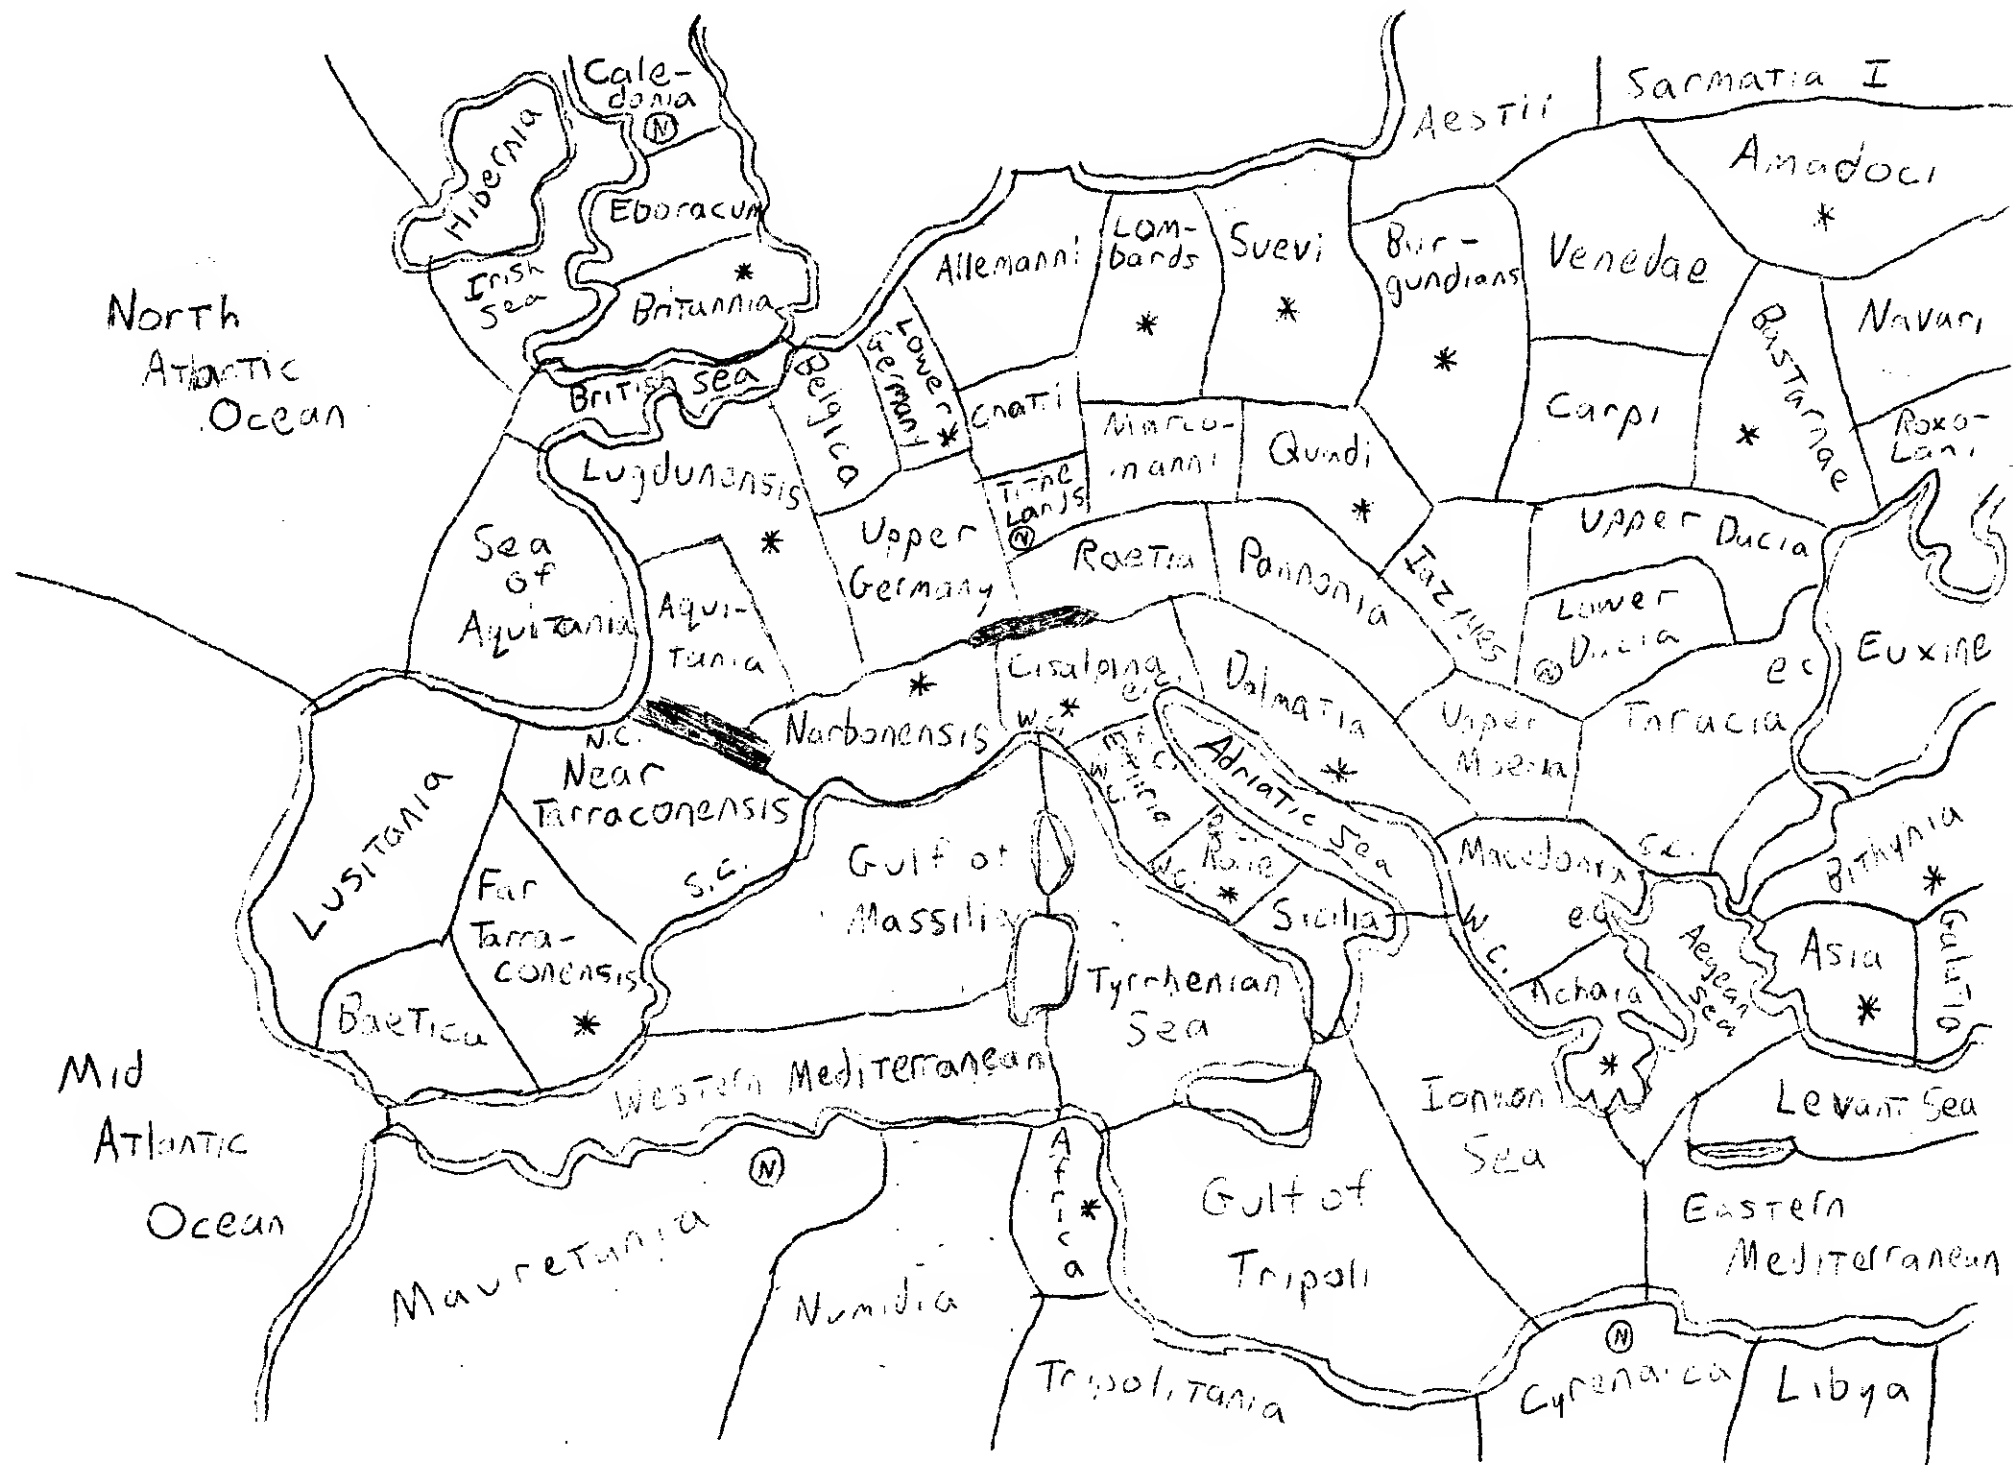 Cale-
donia
N
Hibernia
Eboracum
Irish
Sea
Britannia
North
Atlantic
Ocean
British Sea
Aestii
Sarmatia I
Amadoci
Allemanni
Lom-
bards
Suevi
Bur-
gundians
Venedae
Navari
Bastarnae
Carpi
Roxo-
Lani
Belgica
Lower
Germany
Chatti
Marco-
manni
Quadi
Tithe
Lands
N
Lugdunensis
Upper
Germany
Raetia
Pannonia
Iazyges
Upper Dacia
Lower
Dacia
N
Sea
of
Aquitania
Aqui-
tania
Euxine
e.c.
Cisalpina
e.c.
w.c.
Narbonensis
Dalmatia
Upper
Moesia
Thracia
s.c.
N.C.
Near
Tarraconensis
s.c.
Lusitania
Far
Tarra-
conensis
Baetica
Gulf of
Massilia
e.c.
Etruria
w.c.
e.c.
Rome
w.c.
Adriatic Sea
Sicilia
Macedonia
e.c.
w.c.
Achaia
Aegean
Sea
Bithynia
Asia
Galatia
Tyrrhenian
Sea
Western Mediterranean
Ionian
Sea
Levant Sea
Mid
Atlantic
Ocean
N
Mauretania
Numidia
Africa
Gulf of
Tripoli
Eastern
Mediterranean
Tripolitania
N
Cyrenaica
Libya